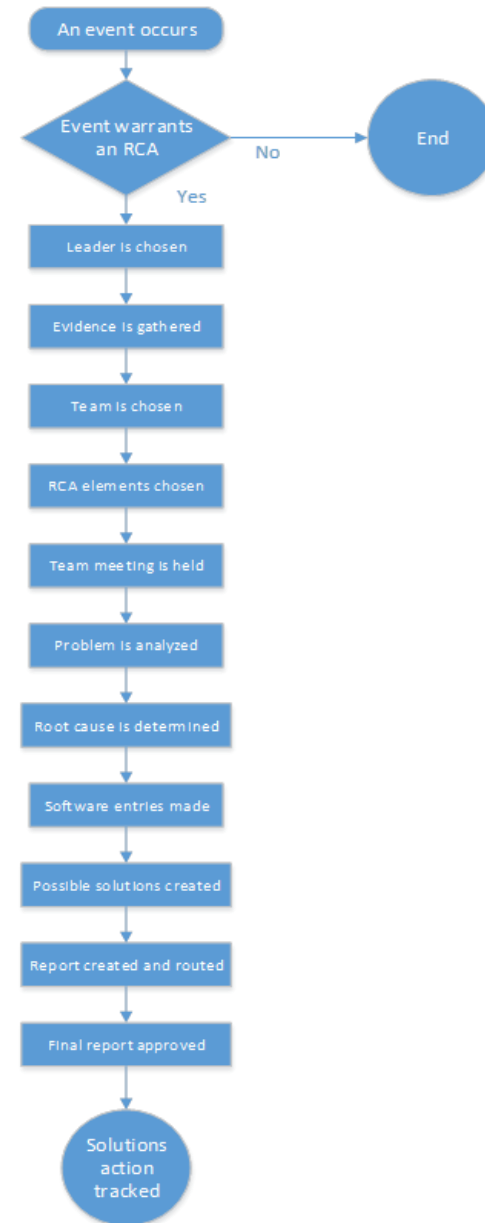 An event occurs
Event warrants
an RCA
No
End
Yes
Leader is chosen
Evidence is gathered
Team is chosen
RCA elements chosen
Team meeting is held
Problem is analyzed
Root cause is determined
Software entries made
Possible solutions created
Report created and routed
Final report approved
Solutions
action
tracked